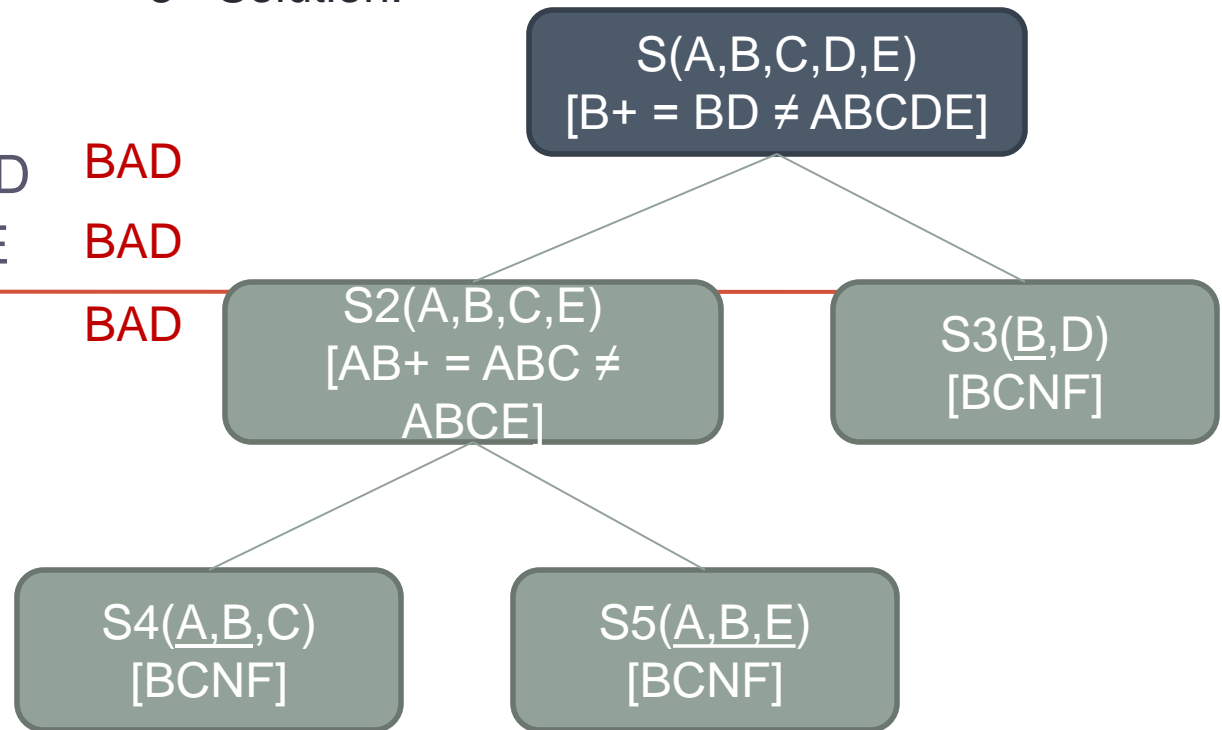 S(A,B,C,D,E)
[B+ = BD ≠ ABCDE]
D BAD
E BAD
BAD
S2(A,B,C,E)
[AB+ = ABC ≠
ABCE]
S3(B,D)
[BCNF]
S4(A,B,C)
[BCNF]
S5(A,B,E)
[BCNF]